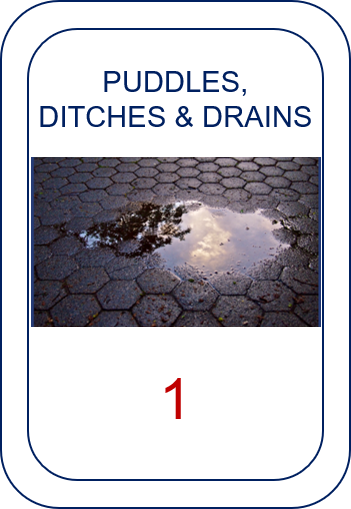 PUDDLES,
DITCHES & DRAINS
1